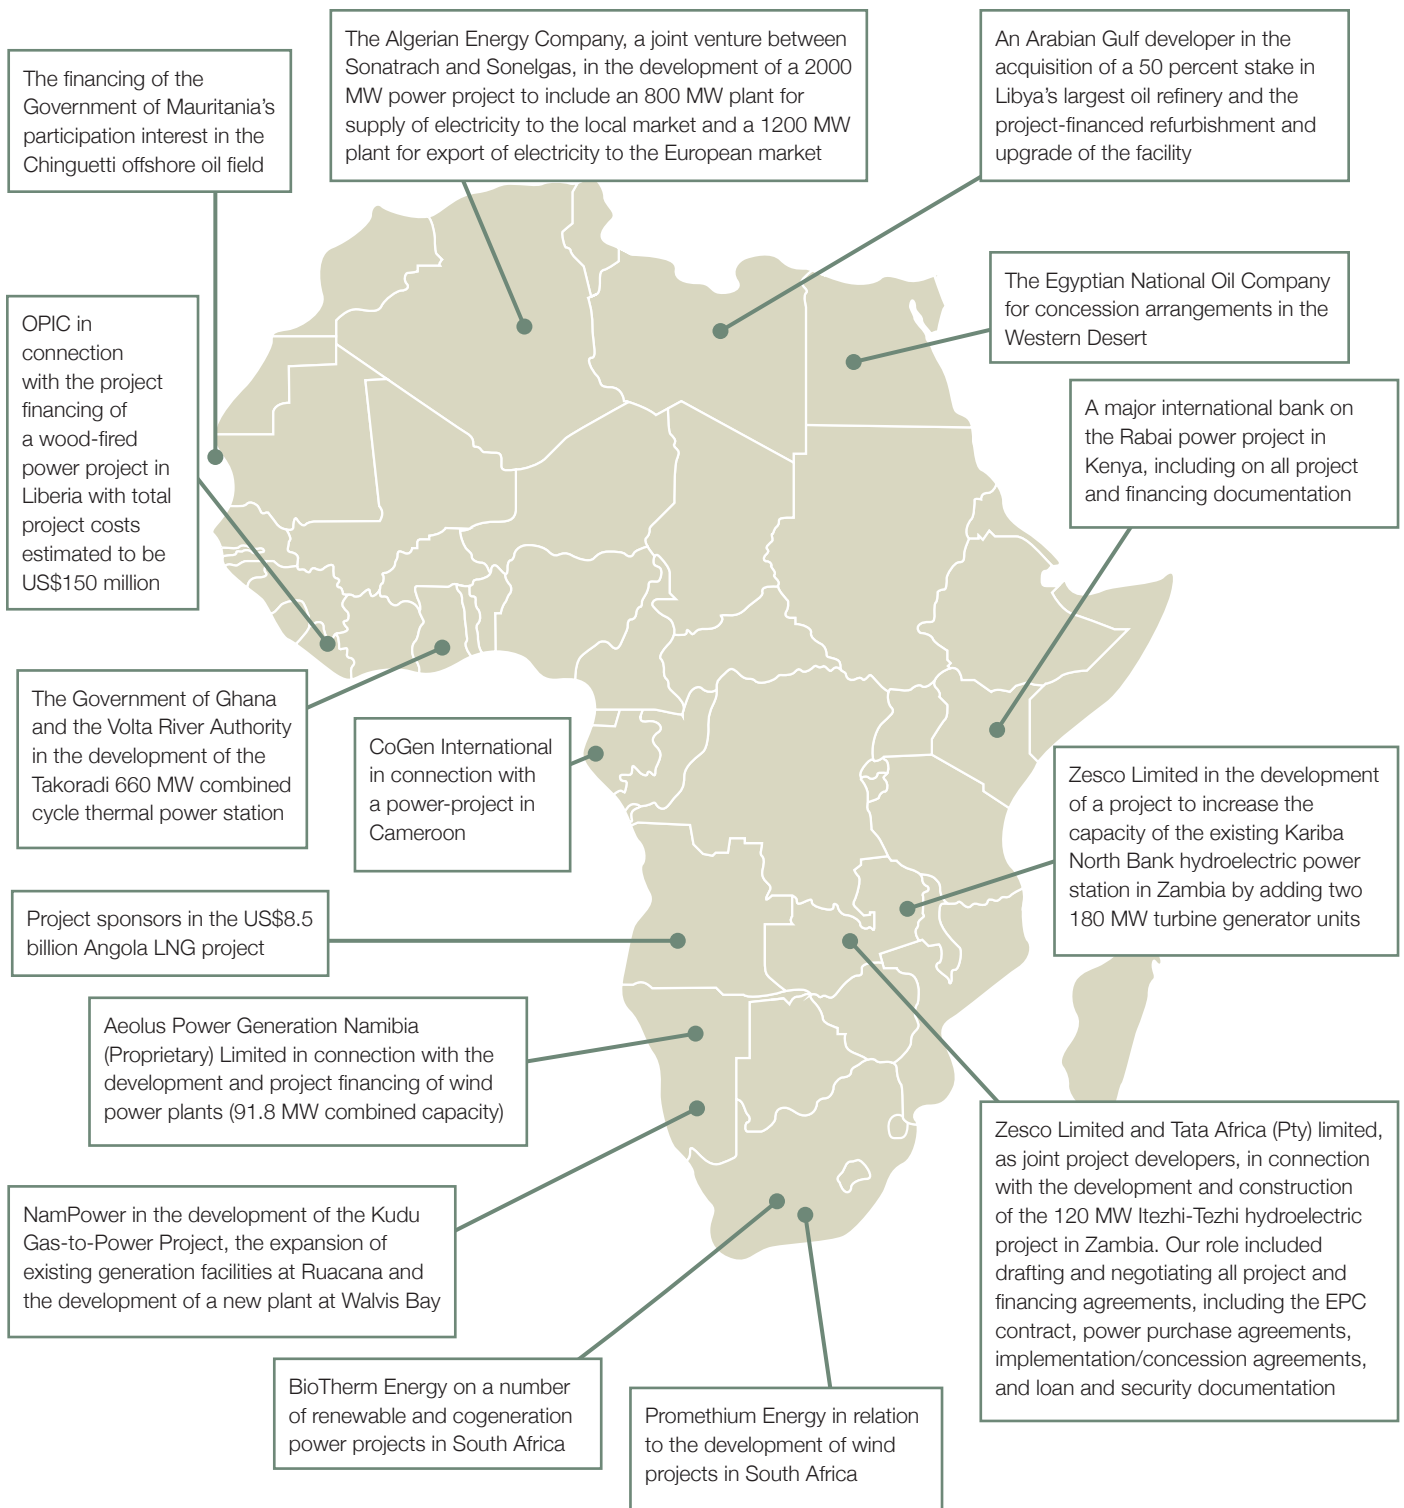 The financing of the
Government of Mauritania's
participation interest in the
Chinguetti offshore oil field
The Algerian Energy Company, a joint venture between
Sonatrach and Sonelgas, in the development of a 2000
MW power project to include an 800 MW plant for
supply of electricity to the local market and a 1200 MW
plant for export of electricity to the European market
An Arabian Gulf developer in the
acquisition of a 50 percent stake in
Libya's largest oil refinery and the
project-financed refurbishment and
upgrade of the facility
The Egyptian National Oil Company
for concession arrangements in the
Western Desert
OPIC in
connection
with the project
financing of
a wood-fired
power project in
Liberia with total
project costs
estimated to be
US$150 million
A major international bank on
the Rabai power project in
Kenya, including on all project
and financing documentation
The Government of Ghana
and the Volta River Authority
in the development of the
Takoradi 660 MW combined
cycle thermal power station
CoGen International
in connection with
a power-project in
Cameroon
Zesco Limited in the development
of a project to increase the
capacity of the existing Kariba
North Bank hydroelectric power
station in Zambia by adding two
180 MW turbine generator units
Project sponsors in the US$8.5
billion Angola LNG project
Aeolus Power Generation Namibia
(Proprietary) Limited in connection with the
development and project financing of wind
power plants (91.8 MW combined capacity)
Zesco Limited and Tata Africa (Pty) limited,
as joint project developers, in connection
with the development and construction
of the 120 MW Itezhi-Tezhi hydroelectric
project in Zambia. Our role included
drafting and negotiating all project and
financing agreements, including the EPC
contract, power purchase agreements,
implementation/concession agreements,
and loan and security documentation
NamPower in the development of the Kudu
Gas-to-Power Project, the expansion of
existing generation facilities at Ruacana and
the development of a new plant at Walvis Bay
BioTherm Energy on a number
of renewable and cogeneration
power projects in South Africa
Promethium Energy in relation
to the development of wind
projects in South Africa